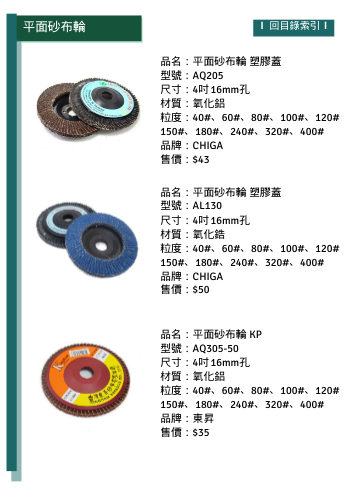 平面砂布輪
I 回目錄索引 I
品名：平面砂布輪 塑膠蓋
型號：AQ205
尺寸：4吋16mm孔
材質：氧化鋁
粒度：40#、60#、80#、100#、120#
150#、180#、240#、320#、400#
品牌：CHIGA
售價：$43
品名：平面砂布輪 塑膠蓋
型號：AL130
尺寸：4吋16mm孔
材質：氧化鋯
粒度：40#、60#、80#、100#、120#
150#、180#、240#、320#、400#
品牌：CHIGA
售價：$50
品名：平面砂布輪 KP
型號：AQ305-50
尺寸：4吋16mm孔
材質：氧化鋁
粒度：40#、60#、80#、100#、120#
150#、180#、240#、320#、400#
品牌：東昇
售價：$35